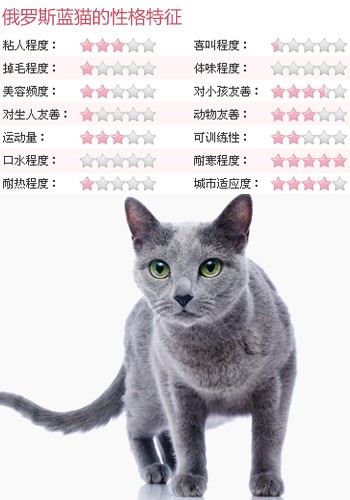 俄罗斯蓝猫的性格特征
粘人程度： 喜叫程度：
掉毛程度： 体味程度：
美容频度： 对小孩友善：
对生人友善： 动物友善：
运动量： 可训练性：
口水程度： 耐寒程度：
耐热程度： 城市适应度：